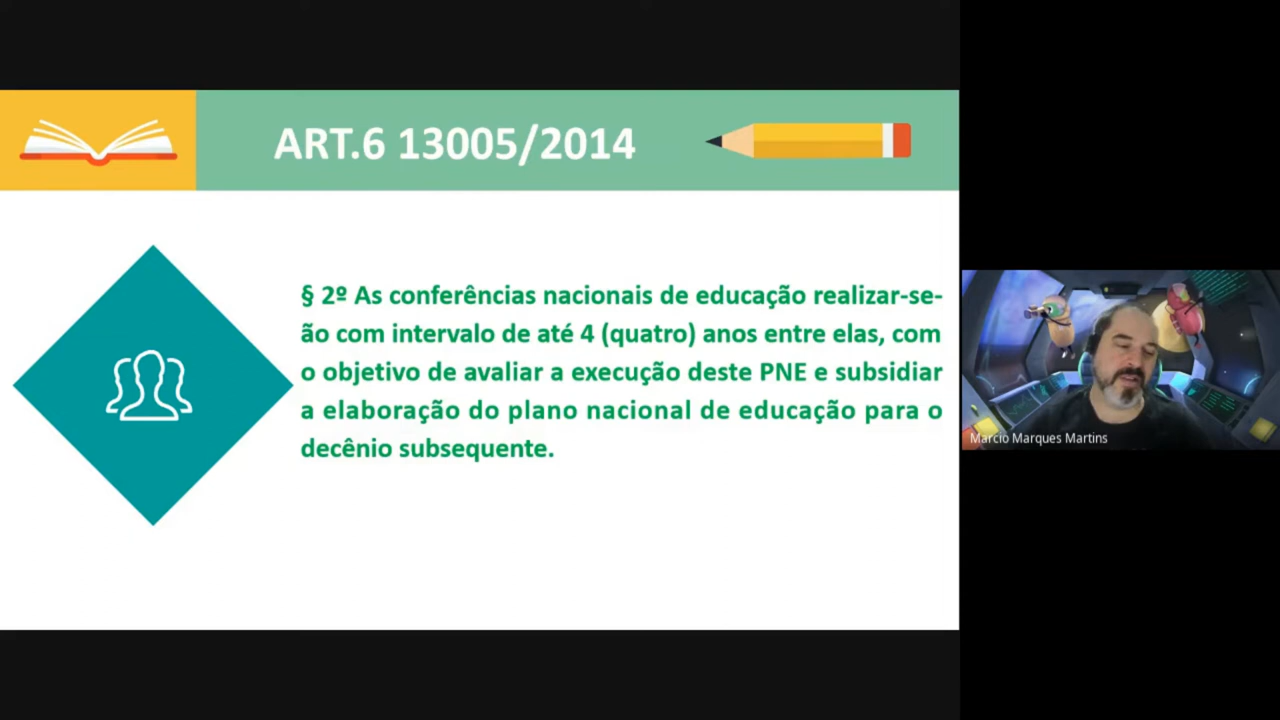 ART.6 13005/2014
§ 2º As conferências nacionais de educação realizar-se-
ão com intervalo de até 4 (quatro) anos entre elas, com
o objetivo de avaliar a execução deste PNE e subsidiar
a elaboração do plano nacional de educação para o
decênio subsequente.
Marcio Marques Martins